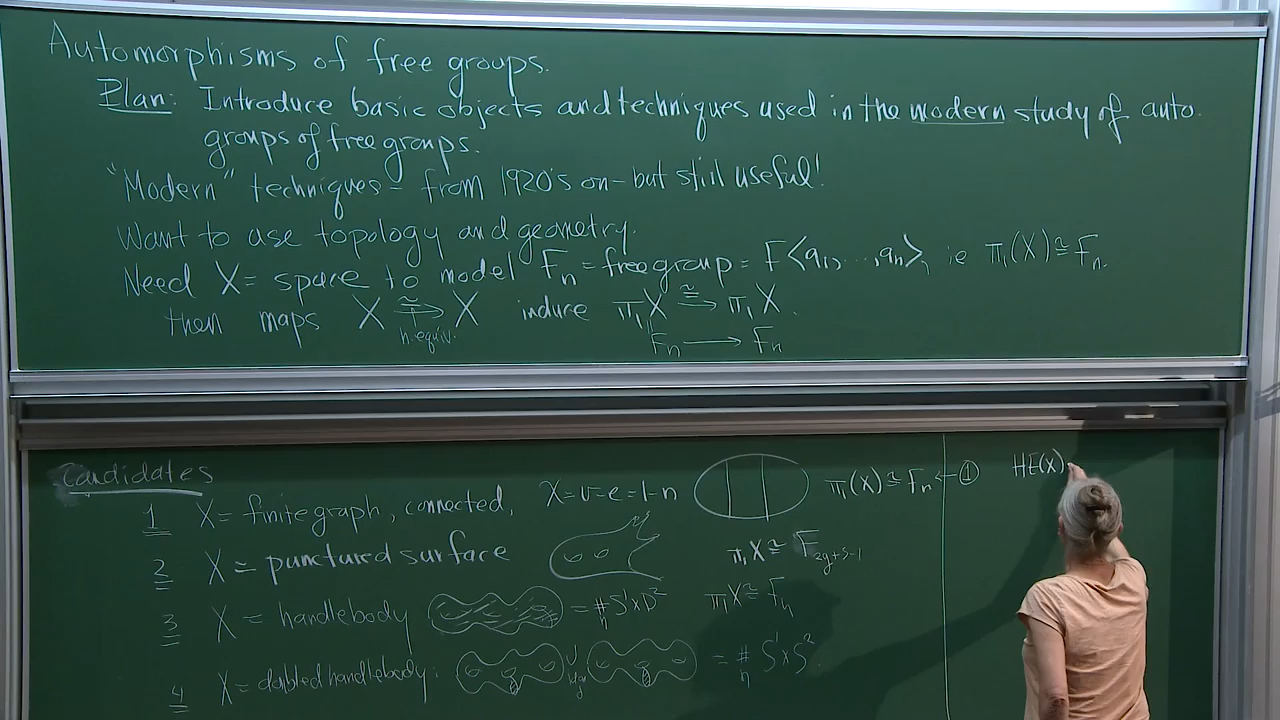 Automorphisms of free groups.
Plan: Introduce basic objects and techniques used in the modern study of auto.
groups of free groups.
"Modern" techniques - from 1920's on - but still useful!
Want to use topology and geometry.
Need X = space to model Fₙ = free group = F⟨a₁, ..., aₙ⟩, ie π₁(X) ≅ Fₙ.
then maps X ≃→ X induce π₁X ≅→ π₁X.
h.equiv.
Fₙ → Fₙ
Candidates
1 X = finite graph, connected, χ = v - e = 1 - n π₁(X) ≅ Fₙ ← ①
2 X = punctured surface π₁X ≅ F₂g+s-1
3 X = handlebody = #ₙ S¹×D² π₁X ≅ Fₙ
4 X = doubled handlebody: ∪ bdry = #ₙ S¹×S².
HE(X)